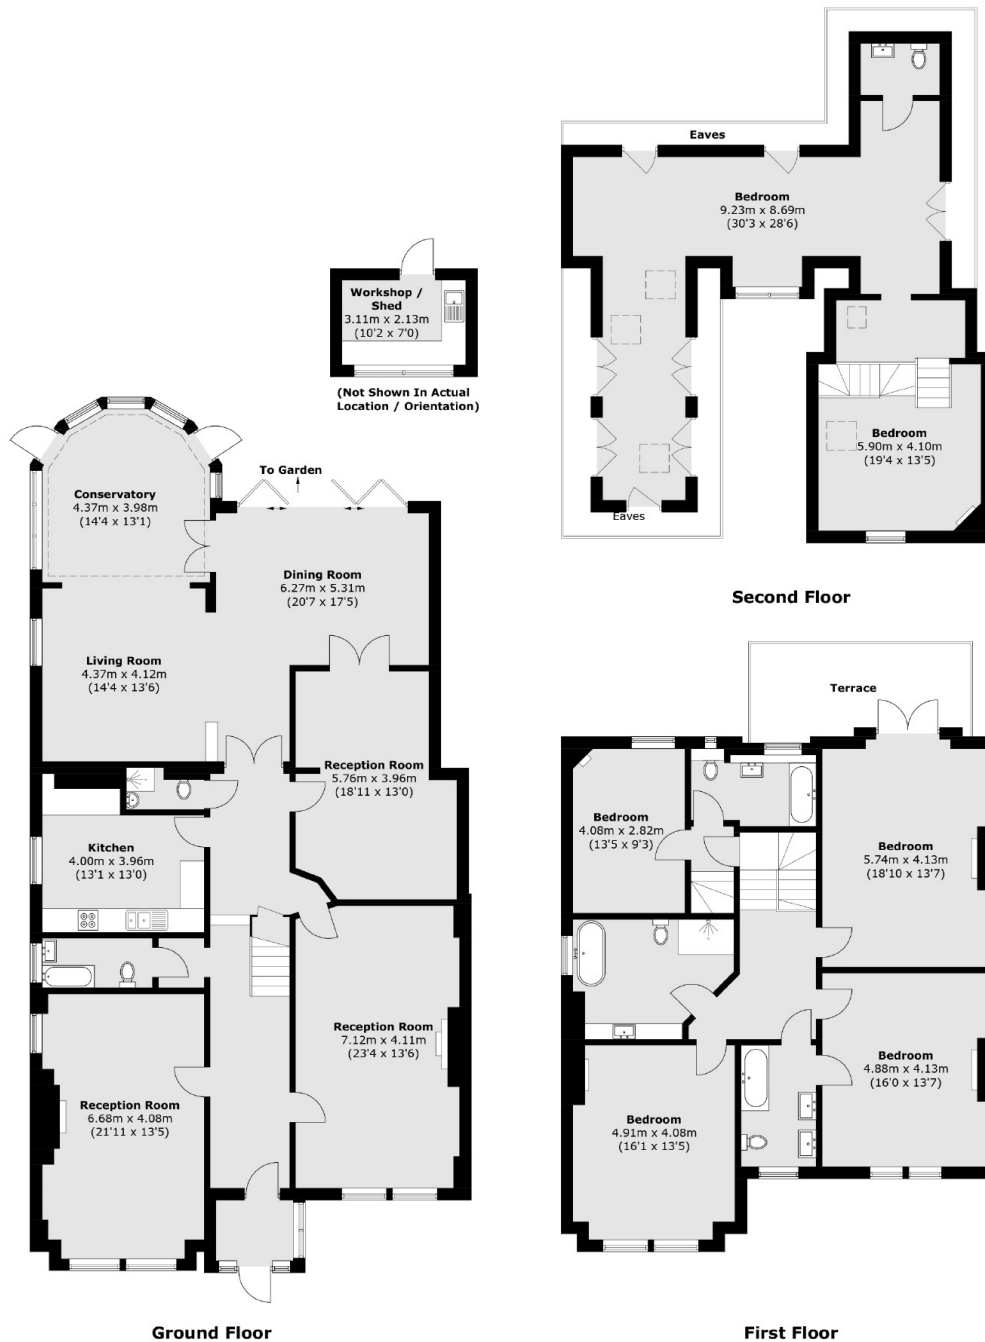 Eaves
Bedroom
9.23m x 8.69m
(30'3 x 28'6)
Bedroom
5.90m x 4.10m
(19'4 x 13'5)
Eaves
Second Floor
Workshop /
Shed
3.11m x 2.13m
(10'2 x 7'0)
(Not Shown In Actual
Location / Orientation)
To Garden
Conservatory
4.37m x 3.98m
(14'4 x 13'1)
Dining Room
6.27m x 5.31m
(20'7 x 17'5)
Living Room
4.37m x 4.12m
(14'4 x 13'6)
Reception Room
5.76m x 3.96m
(18'11 x 13'0)
Kitchen
4.00m x 3.96m
(13'1 x 13'0)
Reception Room
7.12m x 4.11m
(23'4 x 13'6)
Reception Room
6.68m x 4.08m
(21'11 x 13'5)
Ground Floor
Terrace
Bedroom
4.08m x 2.82m
(13'5 x 9'3)
Bedroom
5.74m x 4.13m
(18'10 x 13'7)
Bedroom
4.88m x 4.13m
(16'0 x 13'7)
Bedroom
4.91m x 4.08m
(16'1 x 13'5)
First Floor